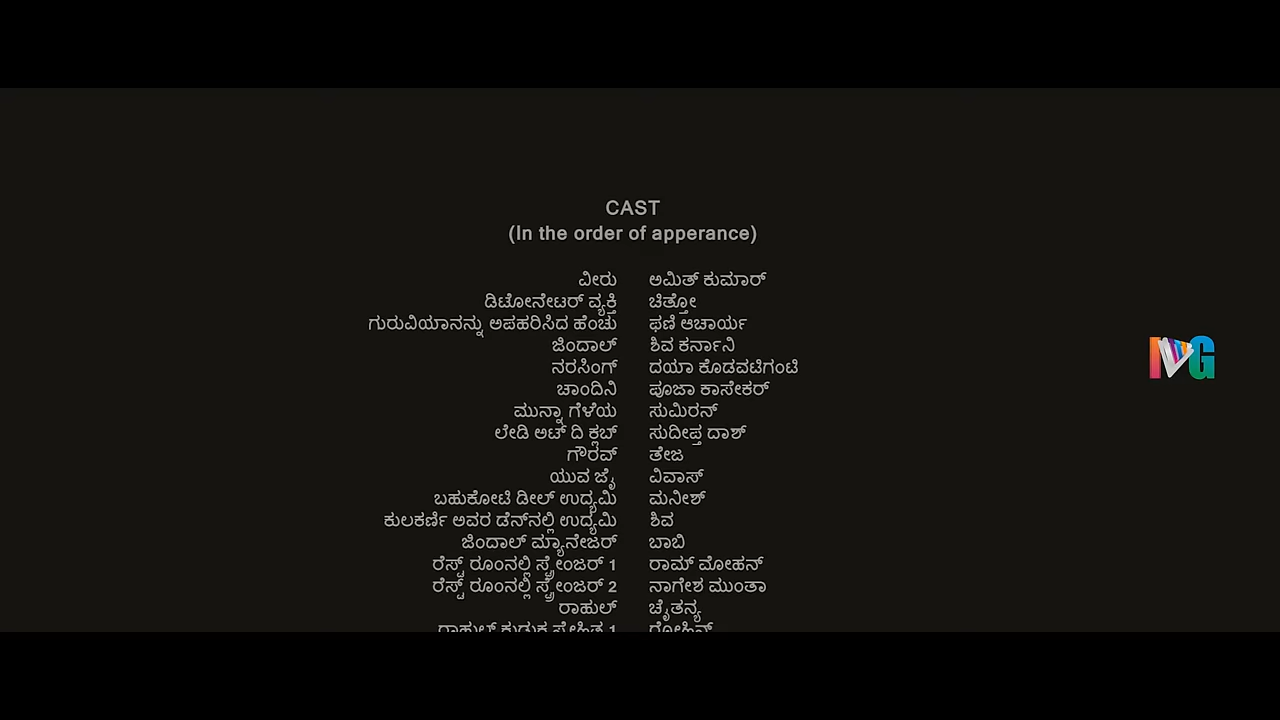 CAST
(In the order of apperance)
ವೀರು ಅಮಿತ್ ಕುಮಾರ್
ಡಿಟೋನೇಟರ್ ವ್ಯಕ್ತಿ ಚಿತ್ತೋ
ಗುರುವಿಯಾನನ್ನು ಅಪಹರಿಸಿದ ಹೆಂಚು ಫಣಿ ಆಚಾರ್ಯ
ಜಿಂದಾಲ್ ಶಿವ ಕರ್ನಾನಿ
ನರಸಿಂಗ್ ದಯಾ ಕೊಡವಟಿಗಂಟಿ
ಚಾಂದಿನಿ ಪೂಜಾ ಕಾಸೇಕರ್
ಮುನ್ನಾ ಗೆಳೆಯ ಸುಮಿರನ್
ಲೇಡಿ ಅಟ್ ದಿ ಕ್ಲಬ್ ಸುದೀಪ್ತ ದಾಶ್
ಗೌರವ್ ತೇಜ
ಯುವ ಜೈ ವಿವಾಸ್
ಬಹುಕೋಟಿ ಡೀಲ್ ಉದ್ಯಮಿ ಮನೀಶ್
ಕುಲಕರ್ಣಿ ಅವರ ಡೆನ್‌ನಲ್ಲಿ ಉದ್ಯಮಿ ಶಿವ
ಜಿಂದಾಲ್ ಮ್ಯಾನೇಜರ್ ಬಾಬಿ
ರೆಸ್ಟ್ ರೂಂನಲ್ಲಿ ಸ್ಟ್ರೇಂಜರ್ 1 ರಾಮ್ ಮೋಹನ್
ರೆಸ್ಟ್ ರೂಂನಲ್ಲಿ ಸ್ಟ್ರೇಂಜರ್ 2 ನಾಗೇಶ ಮುಂತಾ
ರಾಹುಲ್ ಚೈತನ್ಯ
ರಾಹುಲ್ ಕುಡುಕ ಸ್ನೇಹಿತ 1